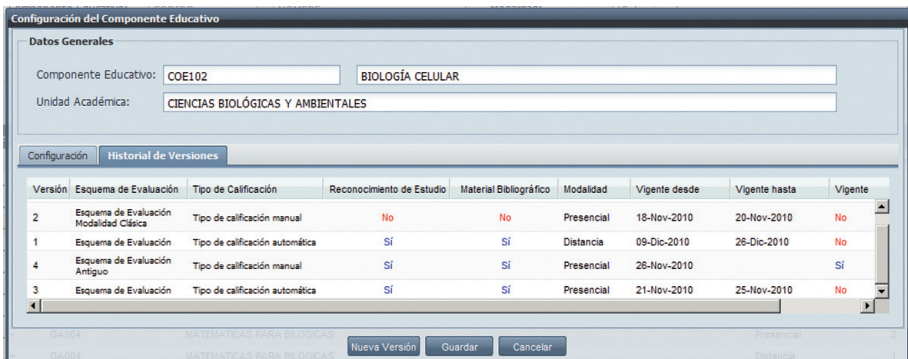 Configuración del Componente Educativo
Datos Generales
Componente Educativo: COE102 BIOLOGÍA CELULAR
Unidad Académica: CIENCIAS BIOLÓGICAS Y AMBIENTALES
Configuración Historial de Versiones
Versión Esquema de Evaluación Tipo de Calificación Reconocimiento de Estudio Material Bibliográfico Modalidad Vigente desde Vigente hasta Vigente
2 Esquema de Evaluación Modalidad Clásica Tipo de calificación manual No No Presencial 18-Nov-2010 20-Nov-2010 No
1 Esquema de Evaluación Tipo de calificación automática Sí Sí Distancia 09-Dic-2010 26-Dic-2010 No
4 Esquema de Evaluación Antiguo Tipo de calificación manual Sí Sí Presencial 26-Nov-2010 Sí
3 Esquema de Evaluación Tipo de calificación automática Sí Sí Presencial 21-Nov-2010 25-Nov-2010 No
GA004 MATEMATICAS PARA BILOGICAS Presencial 2
Nueva Versión Guardar Cancelar
GA004 MATEMATICAS PARA BILOGICAS Distancia 1